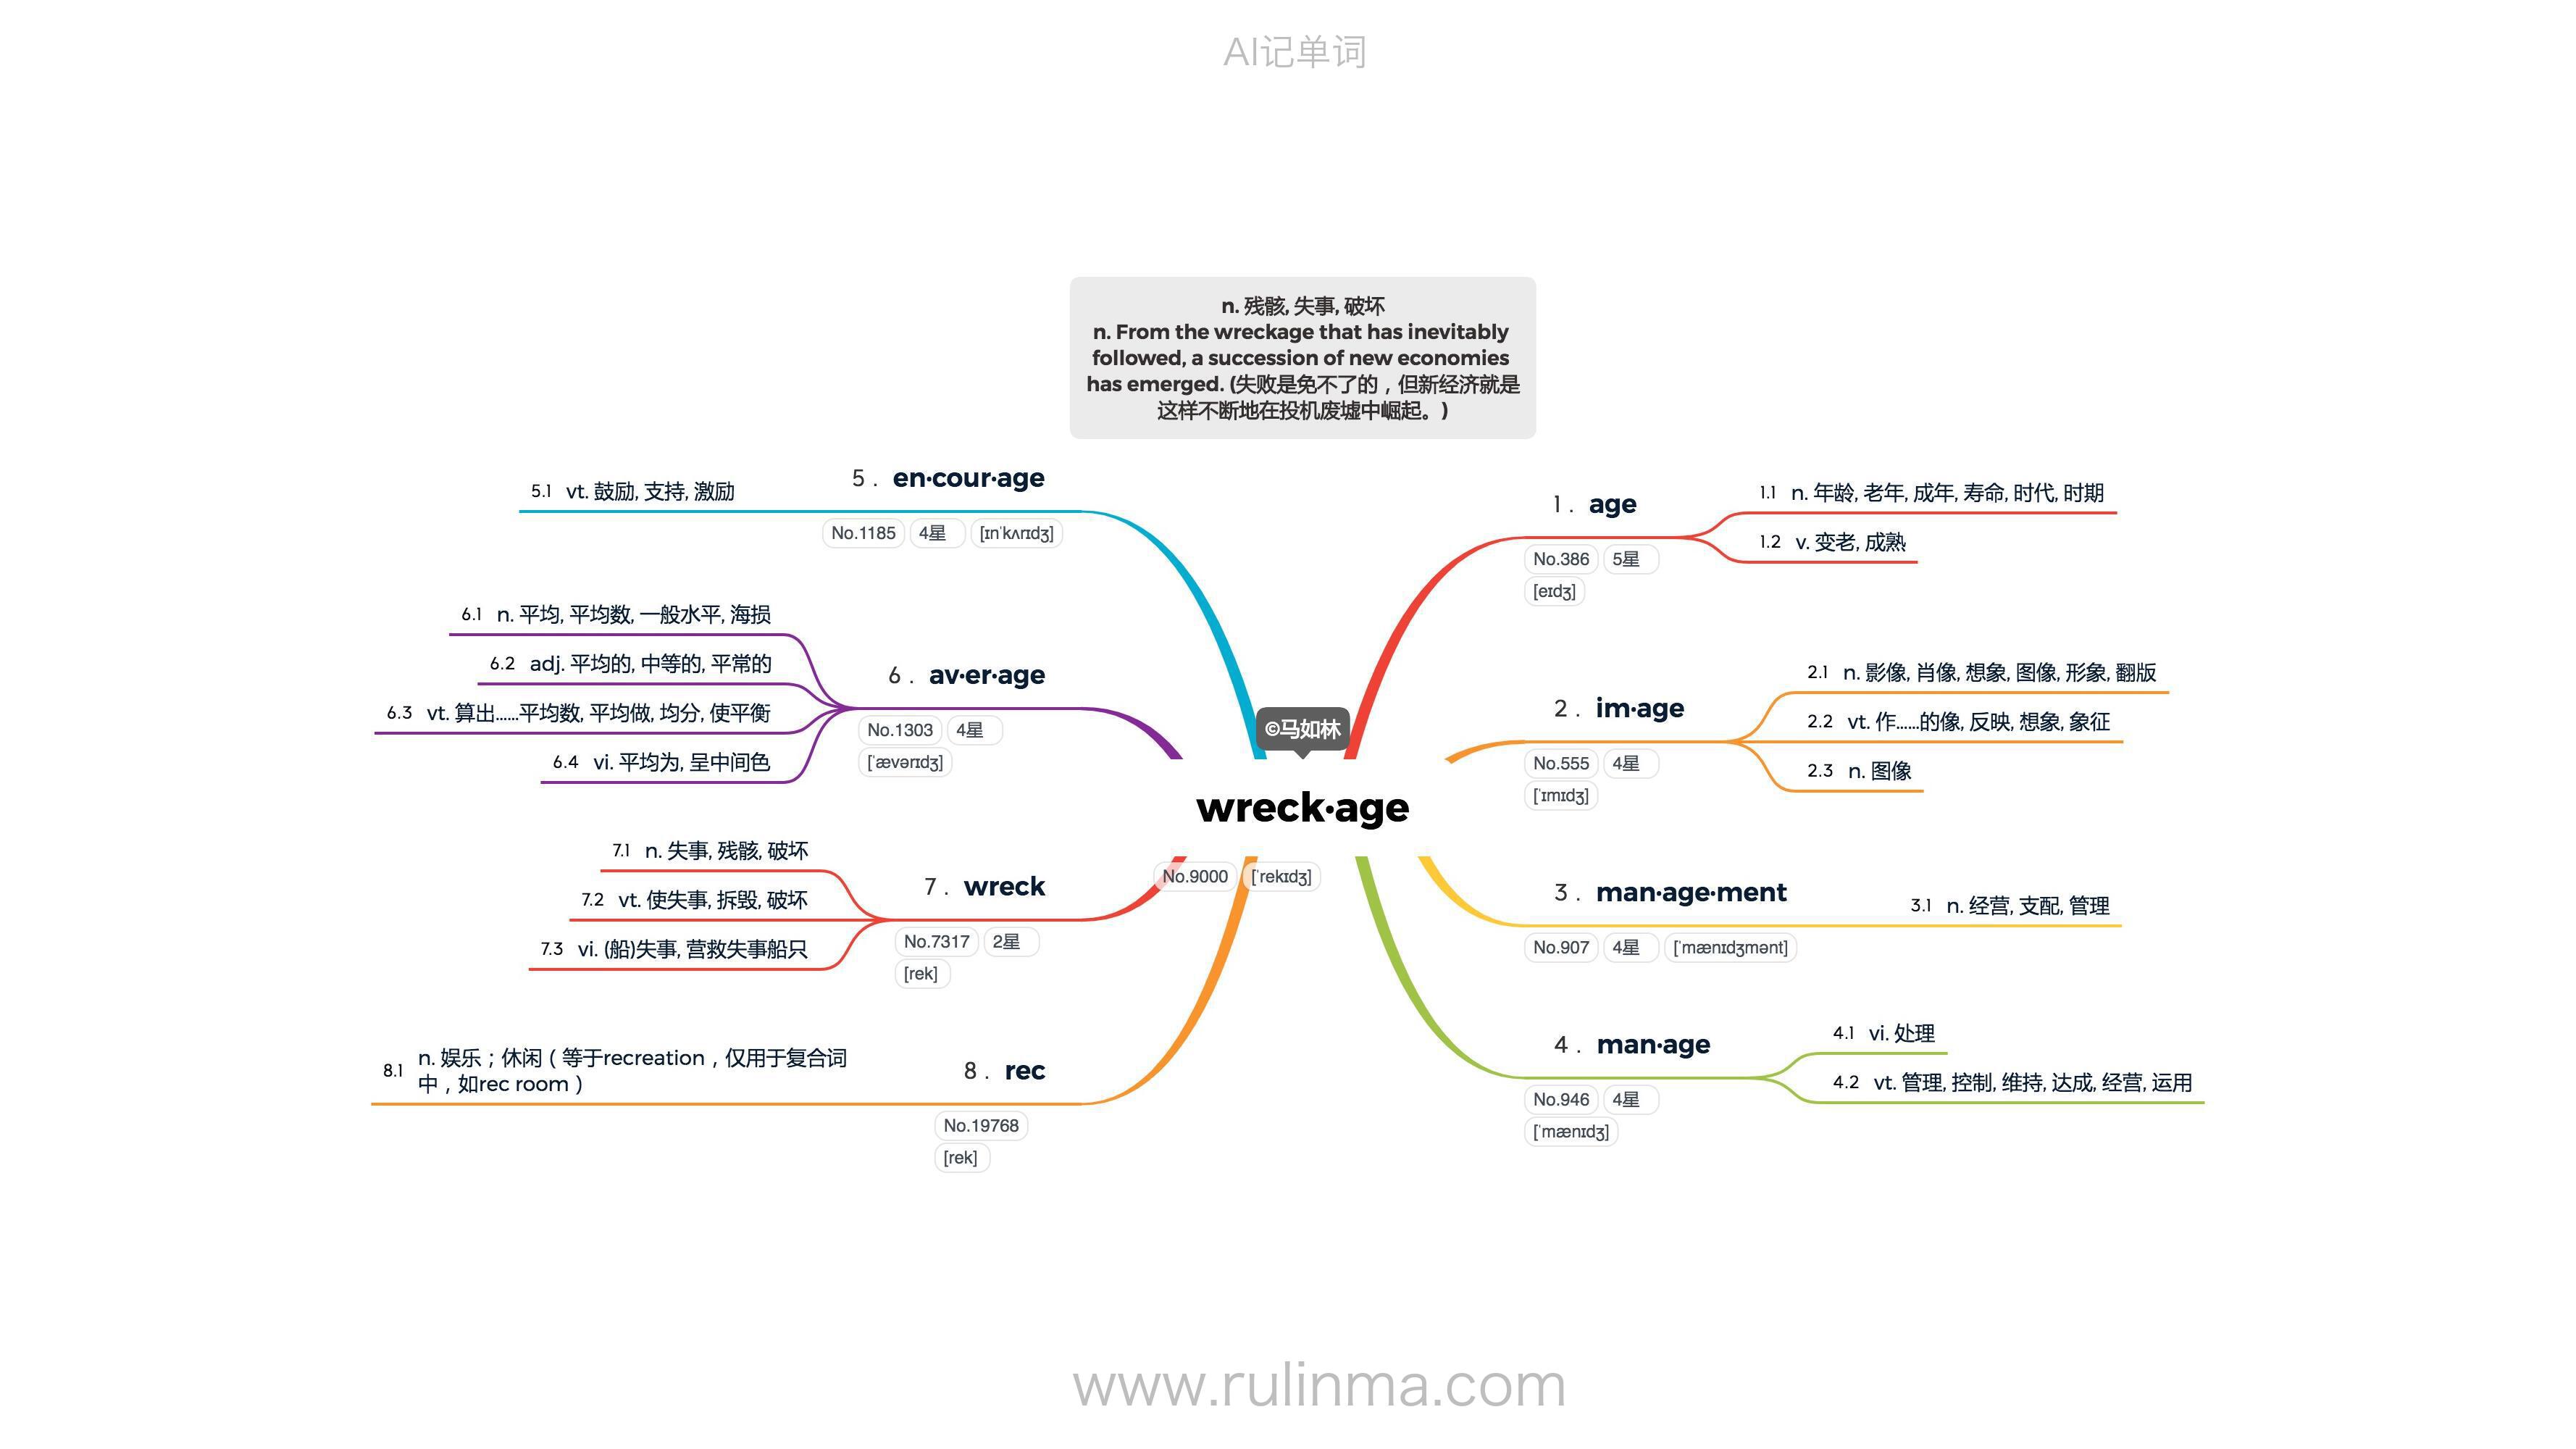 AI记单词
n. 残骸, 失事, 破坏
n. From the wreckage that has inevitably
followed, a succession of new economies
has emerged. (失败是免不了的，但新经济就是
这样不断地在投机废墟中崛起。)
©马如林
wreck·age
No.9000 [ˈrekɪdʒ]
1. age
No.386 5星
[eɪdʒ]
1.1 n. 年龄, 老年, 成年, 寿命, 时代, 时期
1.2 v. 变老, 成熟
2. im·age
No.555 4星
[ˈɪmɪdʒ]
2.1 n. 影像, 肖像, 想象, 图像, 形象, 翻版
2.2 vt. 作......的像, 反映, 想象, 象征
2.3 n. 图像
3. man·age·ment
No.907 4星 [ˈmænɪdʒmənt]
3.1 n. 经营, 支配, 管理
4. man·age
No.946 4星
[ˈmænɪdʒ]
4.1 vi. 处理
4.2 vt. 管理, 控制, 维持, 达成, 经营, 运用
5. en·cour·age
No.1185 4星 [ɪnˈkʌrɪdʒ]
5.1 vt. 鼓励, 支持, 激励
6. av·er·age
No.1303 4星
[ˈævərɪdʒ]
6.1 n. 平均, 平均数, 一般水平, 海损
6.2 adj. 平均的, 中等的, 平常的
6.3 vt. 算出......平均数, 平均做, 均分, 使平衡
6.4 vi. 平均为, 呈中间色
7. wreck
No.7317 2星
[rek]
7.1 n. 失事, 残骸, 破坏
7.2 vt. 使失事, 拆毁, 破坏
7.3 vi. (船)失事, 营救失事船只
8. rec
No.19768
[rek]
8.1 n. 娱乐；休闲（等于recreation，仅用于复合词
中，如rec room）
www.rulinma.com